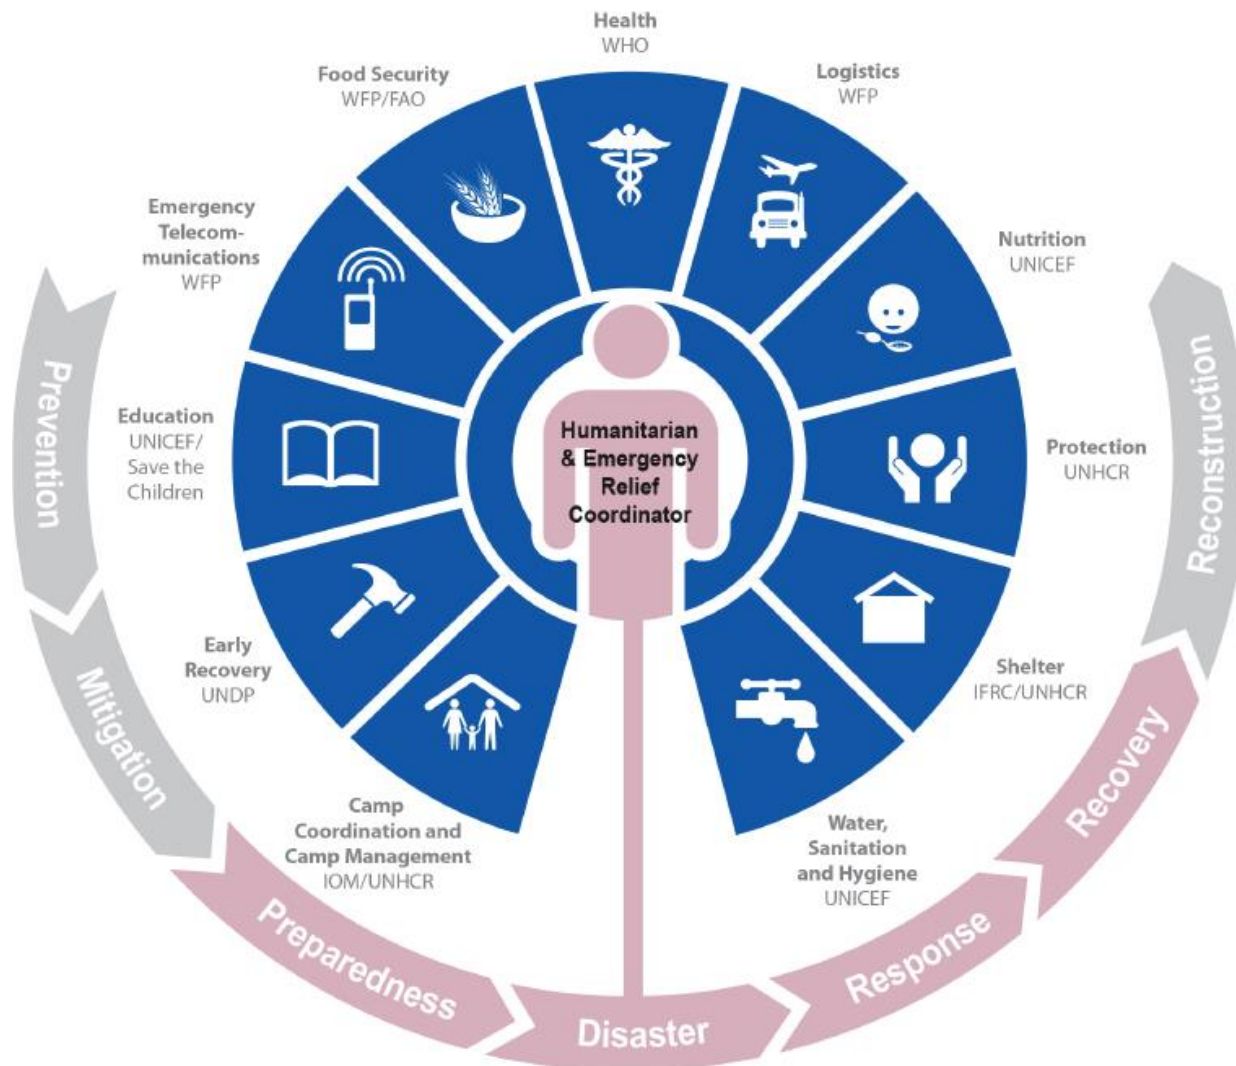 Health
WHO
Logistics
WFP
Food Security
WFP/FAO
Nutrition
UNICEF
Emergency
Telecom-
munications
WFP
Protection
UNHCR
Education
UNICEF/
Save the
Children
Humanitarian
& Emergency
Relief
Coordinator
Shelter
IFRC/UNHCR
Early
Recovery
UNDP
Water,
Sanitation
and Hygiene
UNICEF
Camp
Coordination and
Camp Management
IOM/UNHCR
Prevention
Mitigation
Preparedness
Disaster
Response
Recovery
Reconstruction